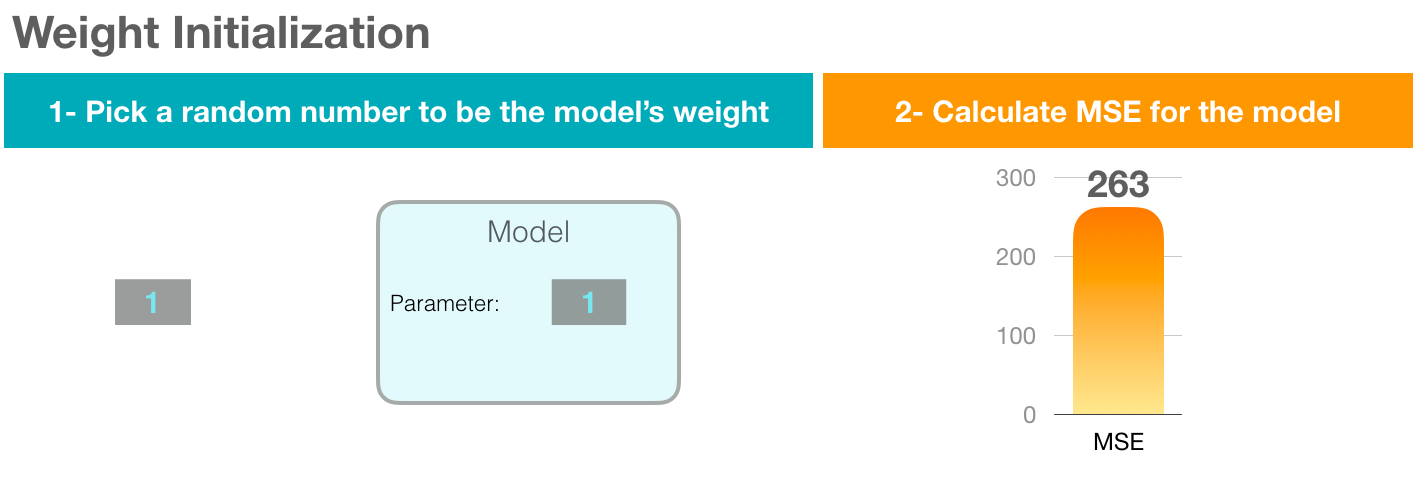 Weight Initialization
1- Pick a random number to be the model’s weight
1
Model
Parameter:
1
2- Calculate MSE for the model
300
263
200
100
0
MSE